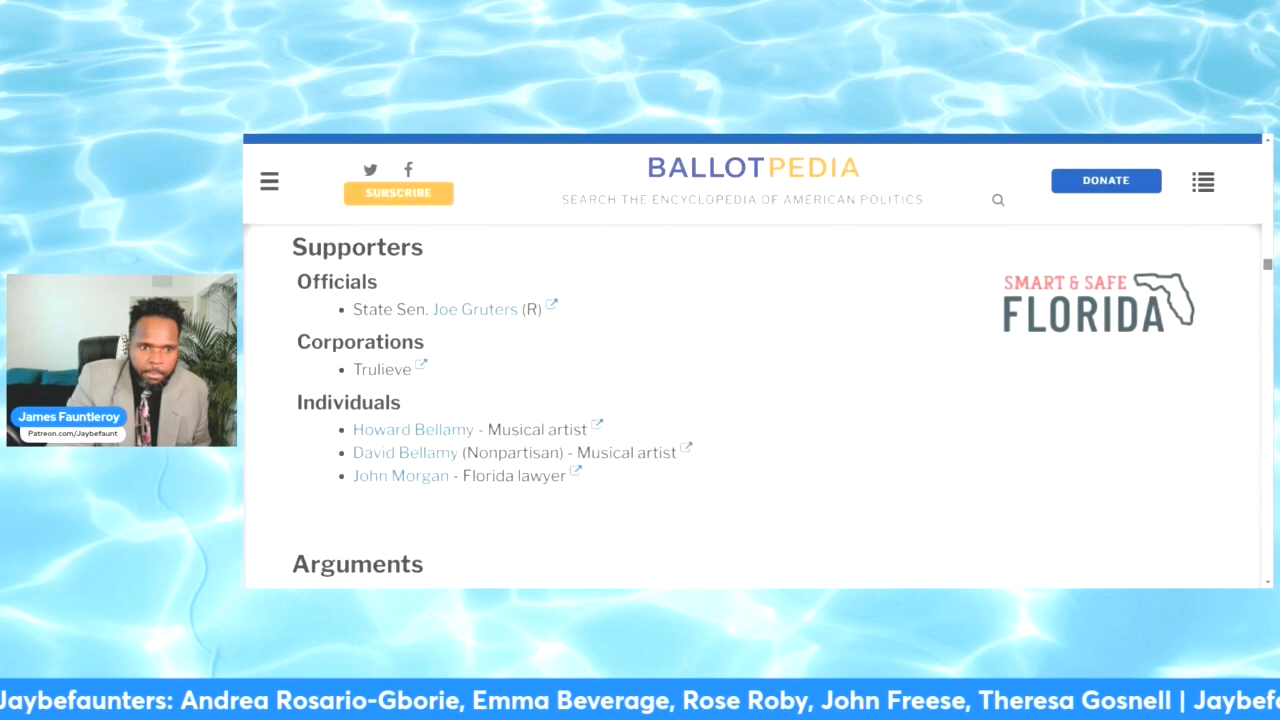 BALLOTPEDIA
SUBSCRIBE
SEARCH THE ENCYCLOPEDIA OF AMERICAN POLITICS
DONATE
Supporters
Officials
• State Sen. Joe Gruters (R)
SMART & SAFE
FLORIDA
Corporations
• Trulieve
Individuals
• Howard Bellamy - Musical artist
• David Bellamy (Nonpartisan) - Musical artist
• John Morgan - Florida lawyer
Arguments
James Fauntleroy
Patreon.com/Jaybefaunt
Jaybefaunters: Andrea Rosario-Gborie, Emma Beverage, Rose Roby, John Freese, Theresa Gosnell | Jaybef